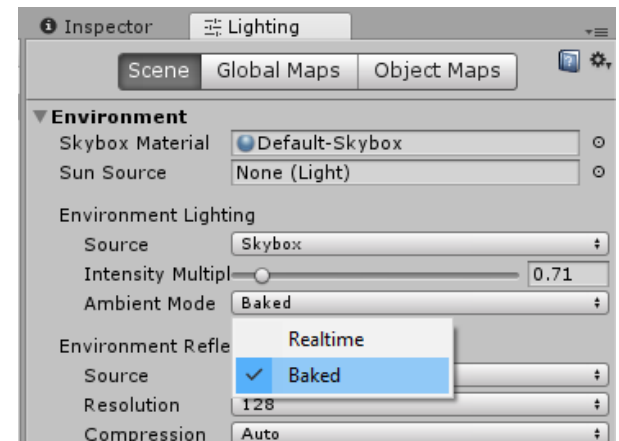 Inspector Lighting
Scene Global Maps Object Maps
Environment
Skybox Material Default-Skybox
Sun Source None (Light)
Environment Lighting
Source Skybox
Intensity Multipl 0.71
Ambient Mode Baked
Realtime
Environment Refle
Baked
Source
Resolution 128
Compression Auto